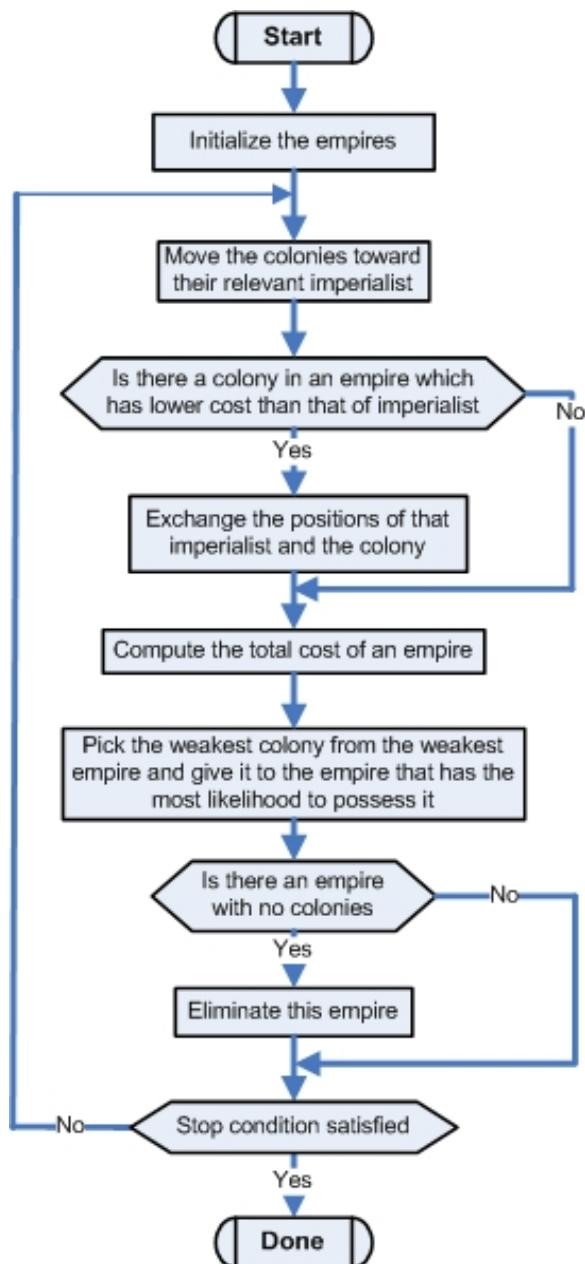 Start
Initialize the empires
Move the colonies toward
their relevant imperialist
Is there a colony in an empire which
has lower cost than that of imperialist
No
Yes
Exchange the positions of that
imperialist and the colony
Compute the total cost of an empire
Pick the weakest colony from the weakest
empire and give it to the empire that has the
most likelihood to possess it
Is there an empire
with no colonies
No
Yes
Eliminate this empire
Stop condition satisfied
No
Yes
Done